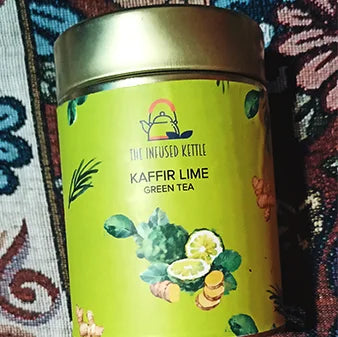 THE INFUSED KETTLE
KAFFIR LIME
GREEN TEA